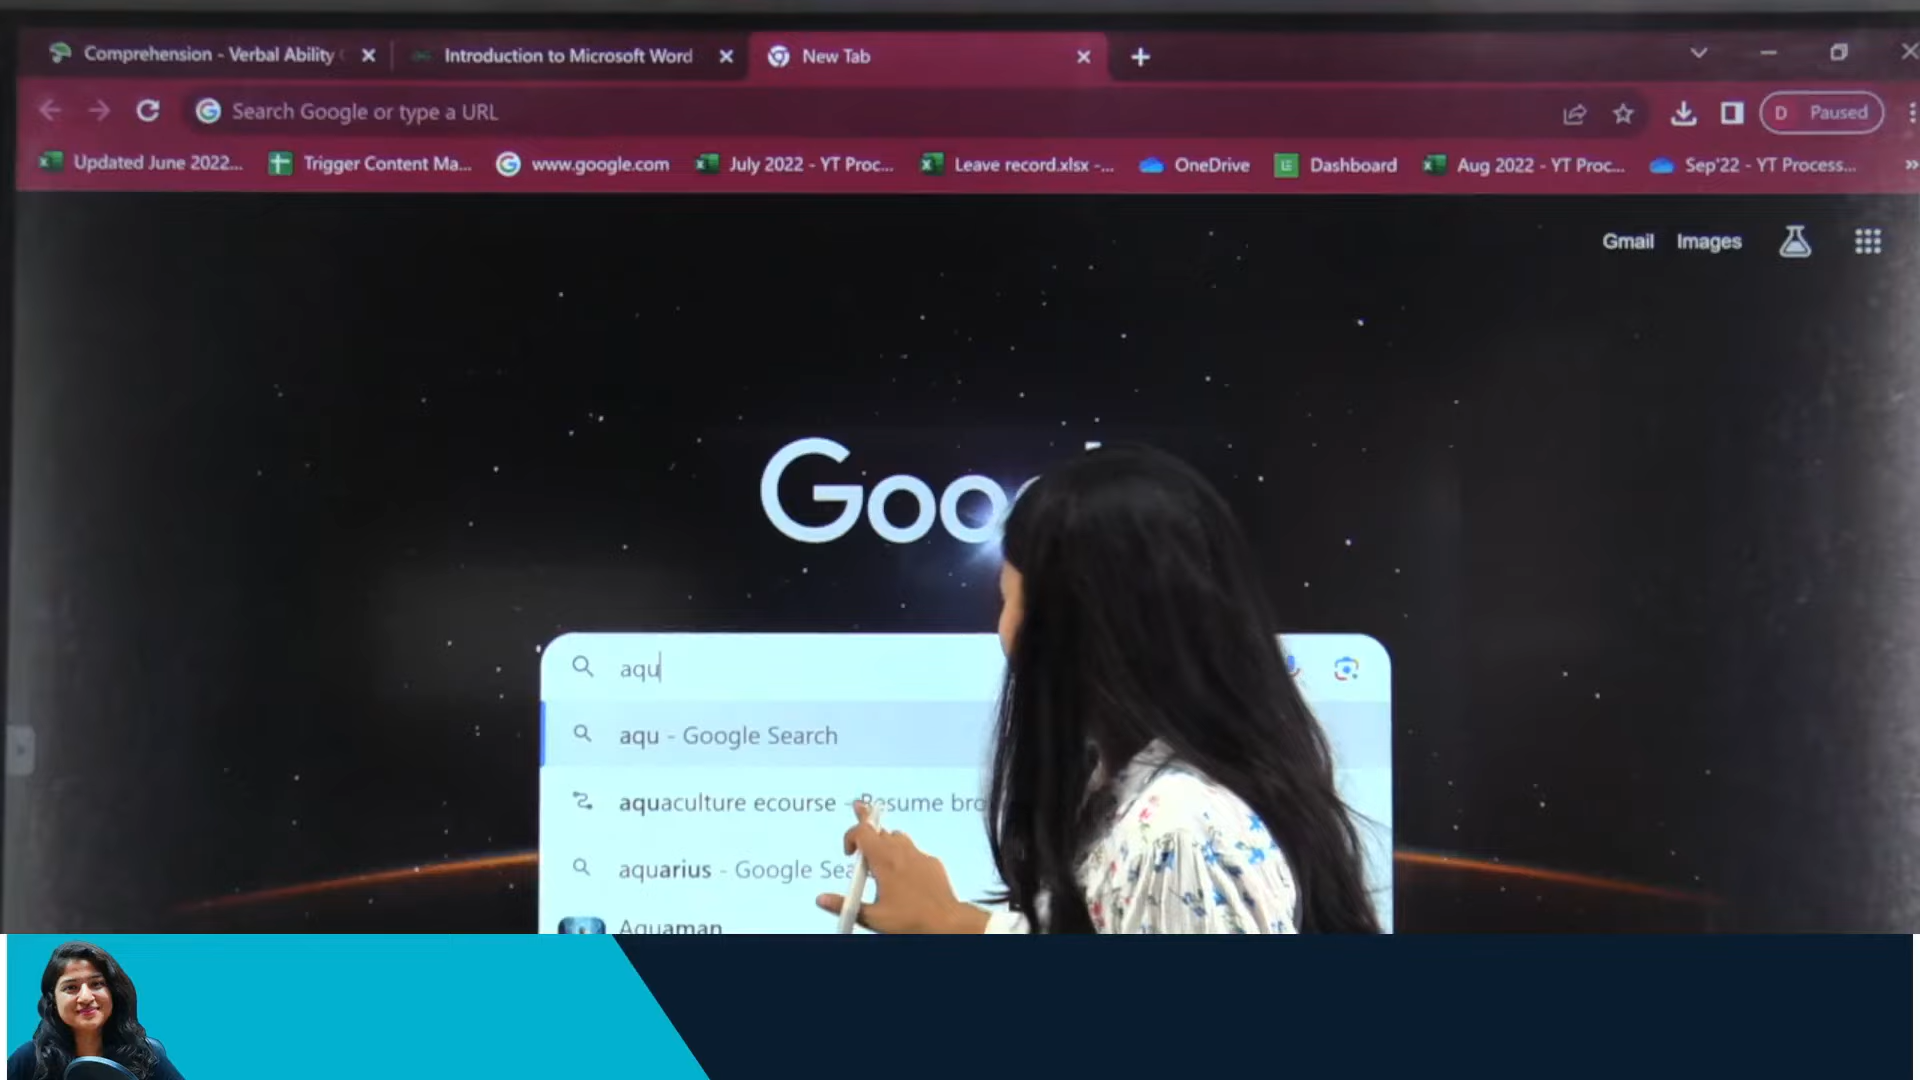 Comprehension - Verbal Ability
Introduction to Microsoft Word
New Tab
Search Google or type a URL
D Paused
Updated June 2022...
Trigger Content Ma...
www.google.com
July 2022 - YT Proc...
Leave record.xlsx -...
OneDrive
Dashboard
Aug 2022 - YT Proc...
Sep'22 - YT Process...
Gmail Images
aqu
aqu - Google Search
aquaculture ecourse - Resume
aquarius - Google
Aquaman